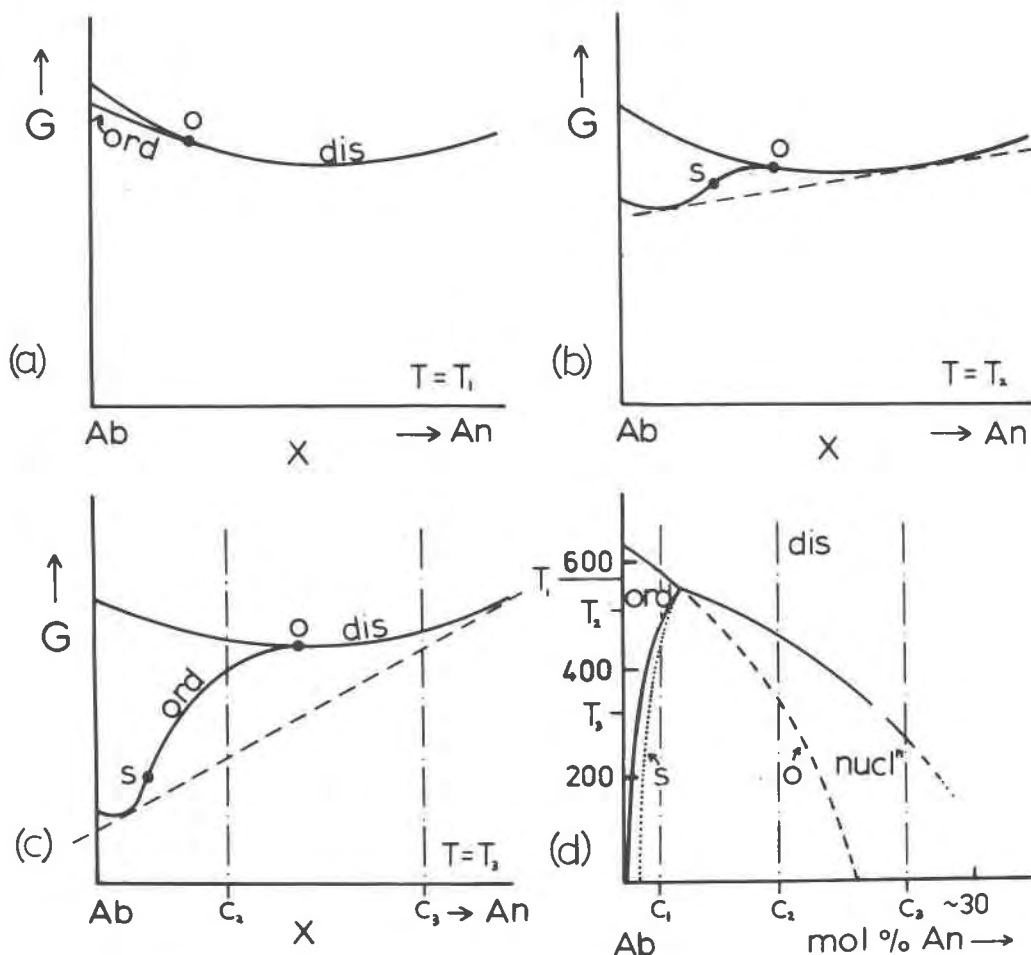 (a)
↑
G
ord
O
dis
T = T₁
Ab
X
→ An
(b)
↑
G
S
O
T = T₂
Ab
X
→ An
(c)
↑
G
ord
O
dis
S
T = T₃
Ab
C₂
X
C₃ → An
(d)
600
T₁
ord
T₂
400
T₃
200
dis
S
O
nuclⁿ
C₁
C₂
C₃
~30
Ab
mol % An →